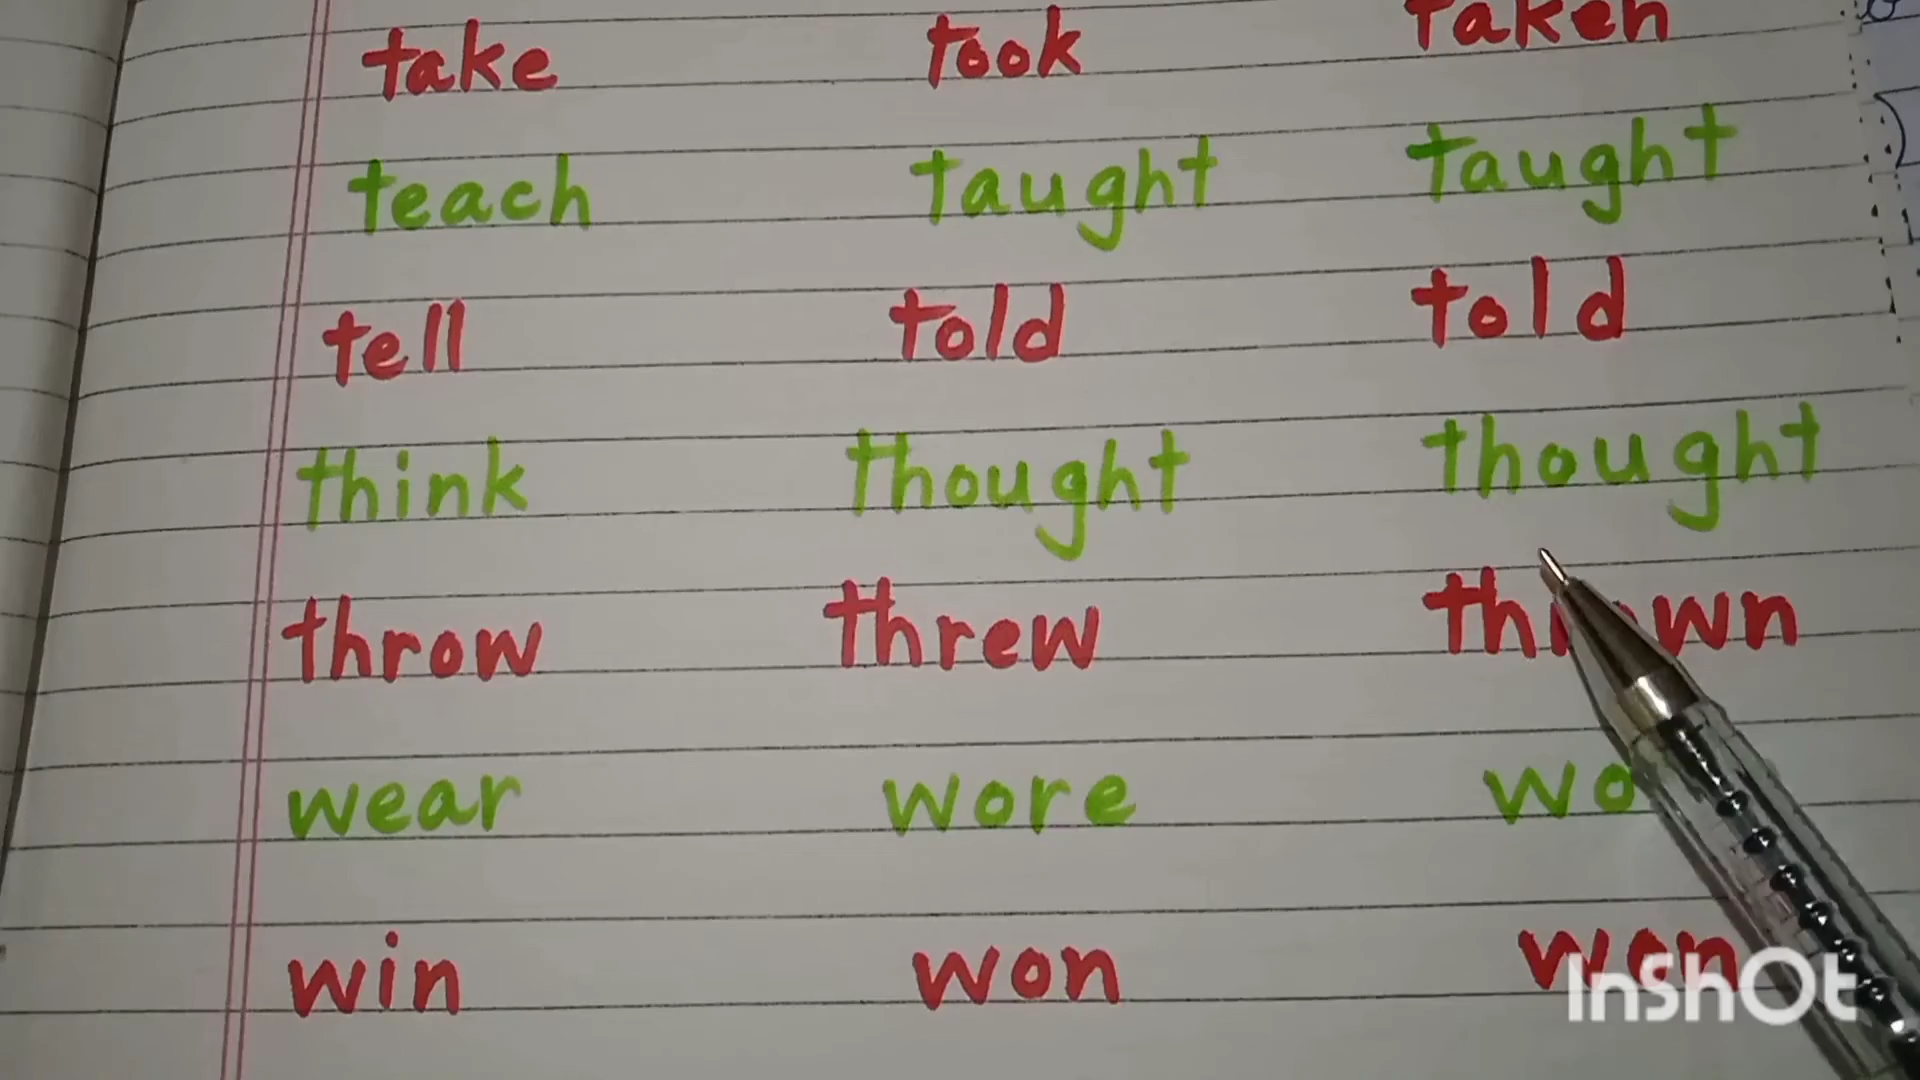 take took taken
teach taught taught
tell told told
think thought thought
throw threw
wear wore
win won won
InShOt